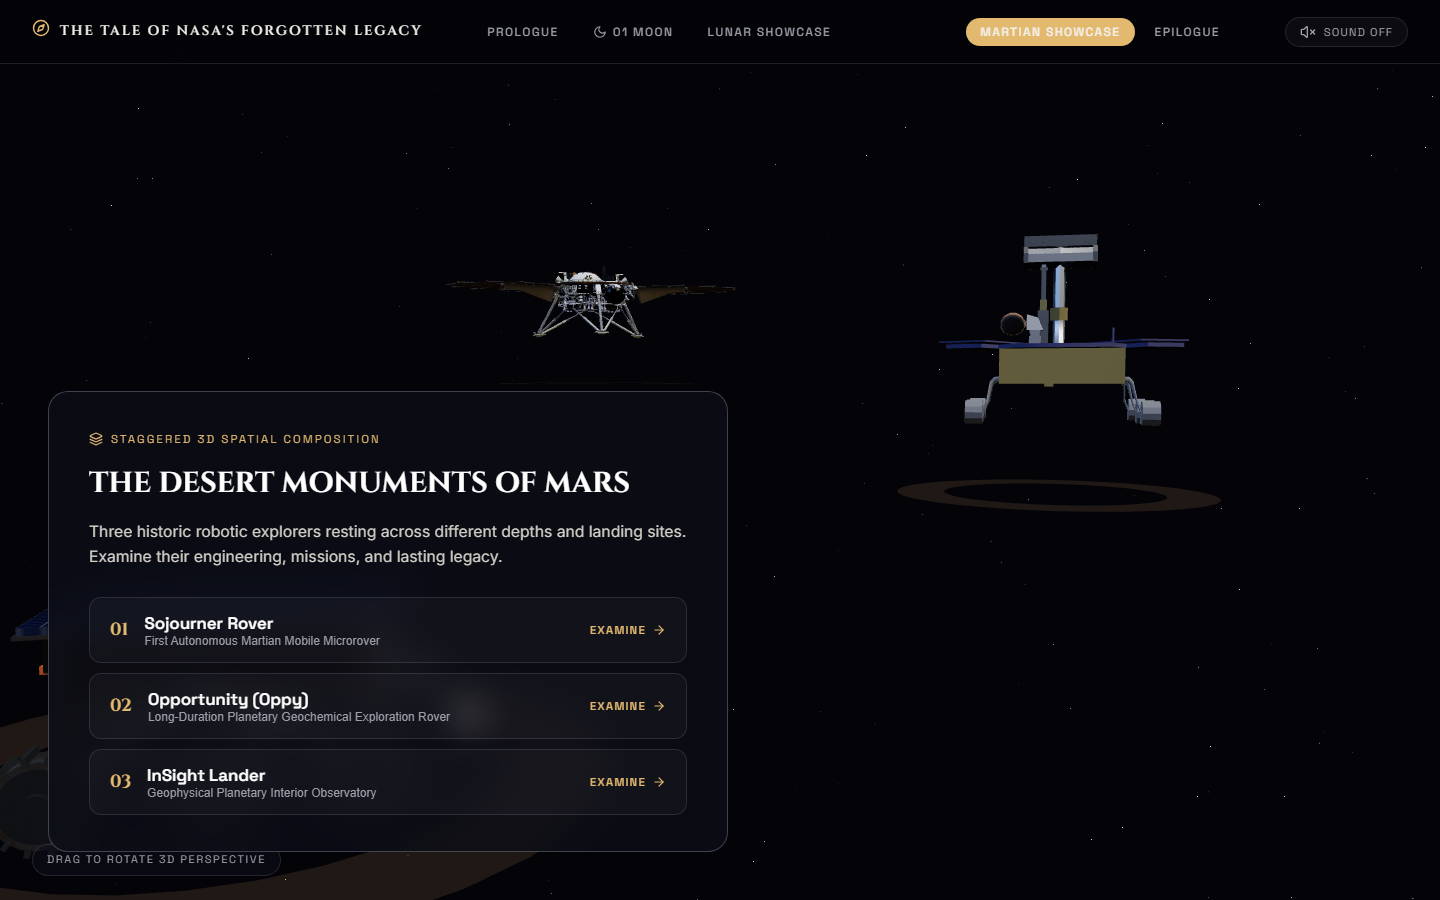 THE TALE OF NASA'S FORGOTTEN LEGACY
PROLOGUE
01 MOON
LUNAR SHOWCASE
MARTIAN SHOWCASE
EPILOGUE
SOUND OFF
STAGGERED 3D SPATIAL COMPOSITION
THE DESERT MONUMENTS OF MARS
Three historic robotic explorers resting across different depths and landing sites.
Examine their engineering, missions, and lasting legacy.
01 Sojourner Rover
First Autonomous Martian Mobile Microrover
EXAMINE →
02 Opportunity (Oppy)
Long-Duration Planetary Geochemical Exploration Rover
EXAMINE →
03 InSight Lander
Geophysical Planetary Interior Observatory
EXAMINE →
DRAG TO ROTATE 3D PERSPECTIVE